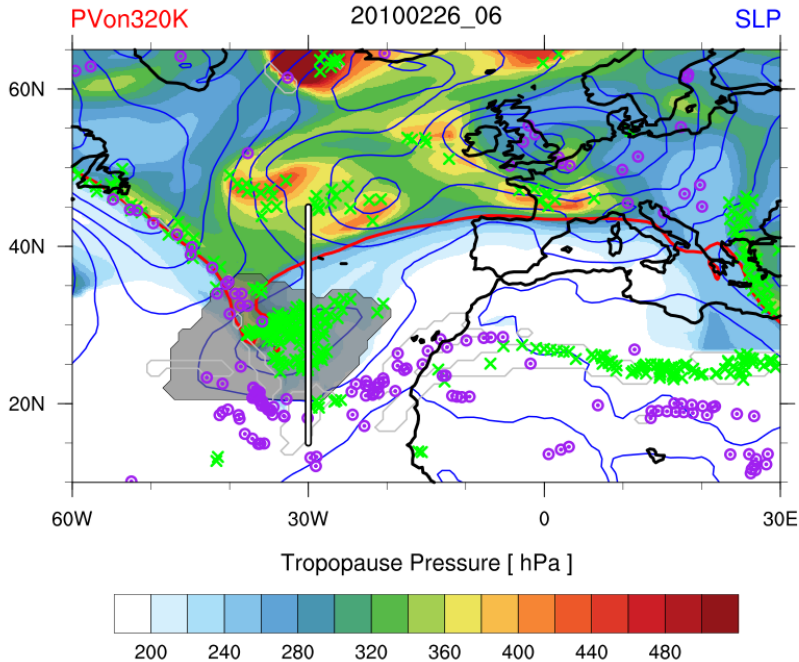 PVon320K 20100226_06 SLP
60N
40N
20N
60W 30W 0 30E
Tropopause Pressure [ hPa ]
200 240 280 320 360 400 440 480